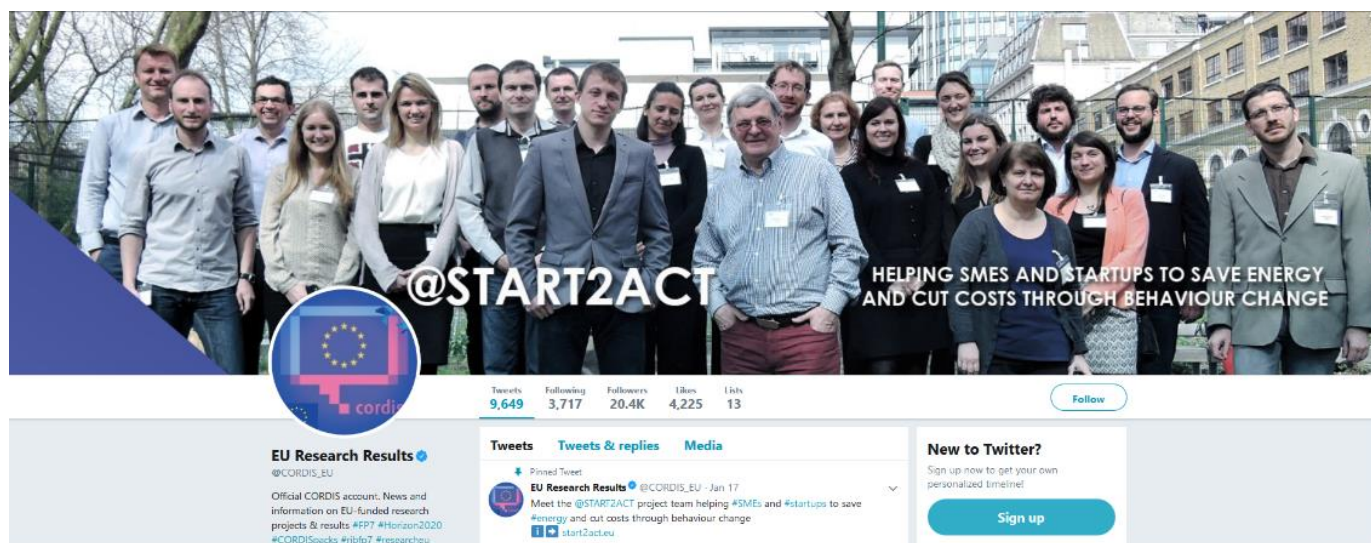 @START2ACT
HELPING SMES AND STARTUPS TO SAVE ENERGY
AND CUT COSTS THROUGH BEHAVIOUR CHANGE
cordis
Tweets Following Followers Likes Lists
9,649 3,717 20.4K 4,225 13
Follow
EU Research Results
@CORDIS_EU
Official CORDIS account. News and
information on EU-funded research
projects & results #FP7 #Horizon2020
#CORDISpacks #ribfp7 #researcheu
Tweets Tweets & replies Media
Pinned Tweet
EU Research Results @CORDIS_EU - Jan 17
Meet the @START2ACT project team helping #SMEs and #startups to save
#energy and cut costs through behaviour change
start2act.eu
New to Twitter?
Sign up now to get your own
personalized timeline!
Sign up